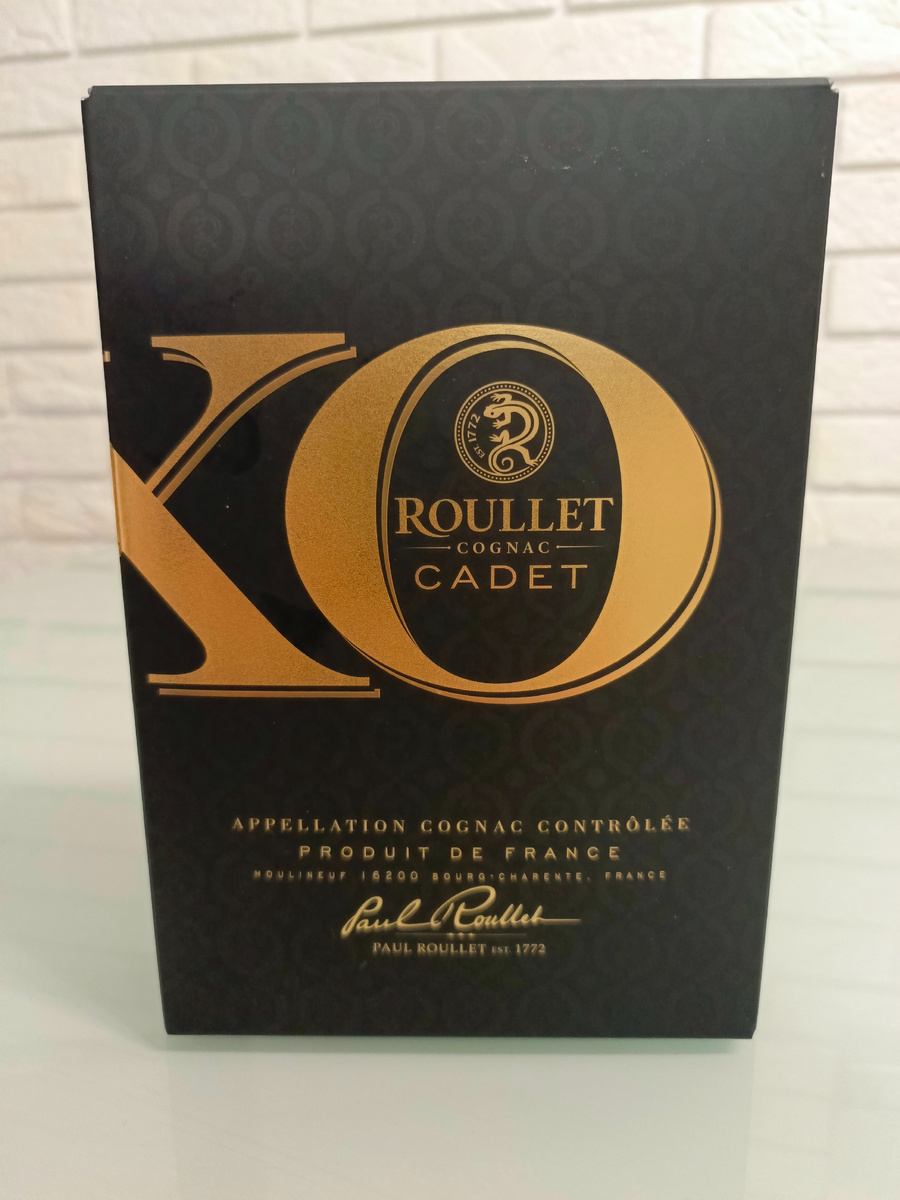 XO
EST. 1772
ROULLET
COGNAC
CADET
APPELLATION COGNAC CONTRÔLÉE
PRODUIT DE FRANCE
MOULINEUF 16200 BOURG-CHARENTE, FRANCE
Paul Roullet
PAUL ROULLET EST. 1772